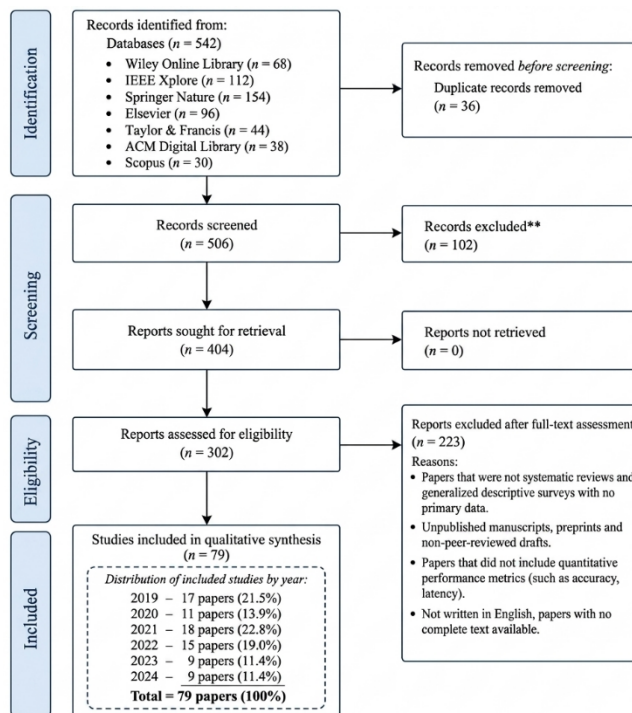 Identification
Records identified from:
Databases (n = 542)
• Wiley Online Library (n = 68)
• IEEE Xplore (n = 112)
• Springer Nature (n = 154)
• Elsevier (n = 96)
• Taylor & Francis (n = 44)
• ACM Digital Library (n = 38)
• Scopus (n = 30)
Records removed before screening:
Duplicate records removed
(n = 36)
Screening
Records screened
(n = 506)
Records excluded**
(n = 102)
Reports sought for retrieval
(n = 404)
Reports not retrieved
(n = 0)
Eligibility
Reports assessed for eligibility
(n = 302)
Reports excluded after full-text assessment
(n = 223)
Reasons:
• Papers that were not systematic reviews and
generalized descriptive surveys with no
primary data.
• Unpublished manuscripts, preprints and
non-peer-reviewed drafts.
• Papers that did not include quantitative
performance metrics (such as accuracy,
latency).
• Not written in English, papers with no
complete text available.
Included
Studies included in qualitative synthesis
(n = 79)
Distribution of included studies by year:
2019 – 17 papers (21.5%)
2020 – 11 papers (13.9%)
2021 – 18 papers (22.8%)
2022 – 15 papers (19.0%)
2023 – 9 papers (11.4%)
2024 – 9 papers (11.4%)
Total = 79 papers (100%)